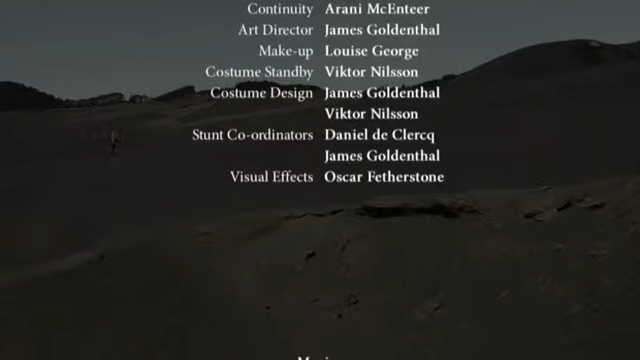 Continuity Arani McEnteer
Art Director James Goldenthal
Make-up Louise George
Costume Standby Viktor Nilsson
Costume Design James Goldenthal
Viktor Nilsson
Stunt Co-ordinators Daniel de Clercq
James Goldenthal
Visual Effects Oscar Fetherstone